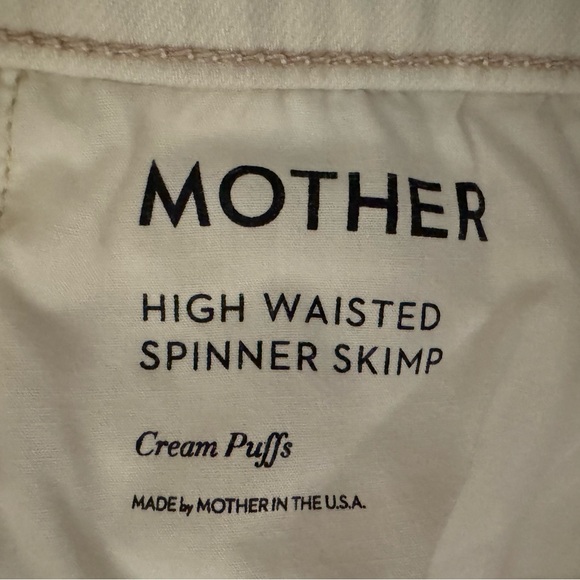 MOTHER
HIGH WAISTED
SPINNER SKIMP
Cream Puffs
MADE by MOTHER IN THE U.S.A.